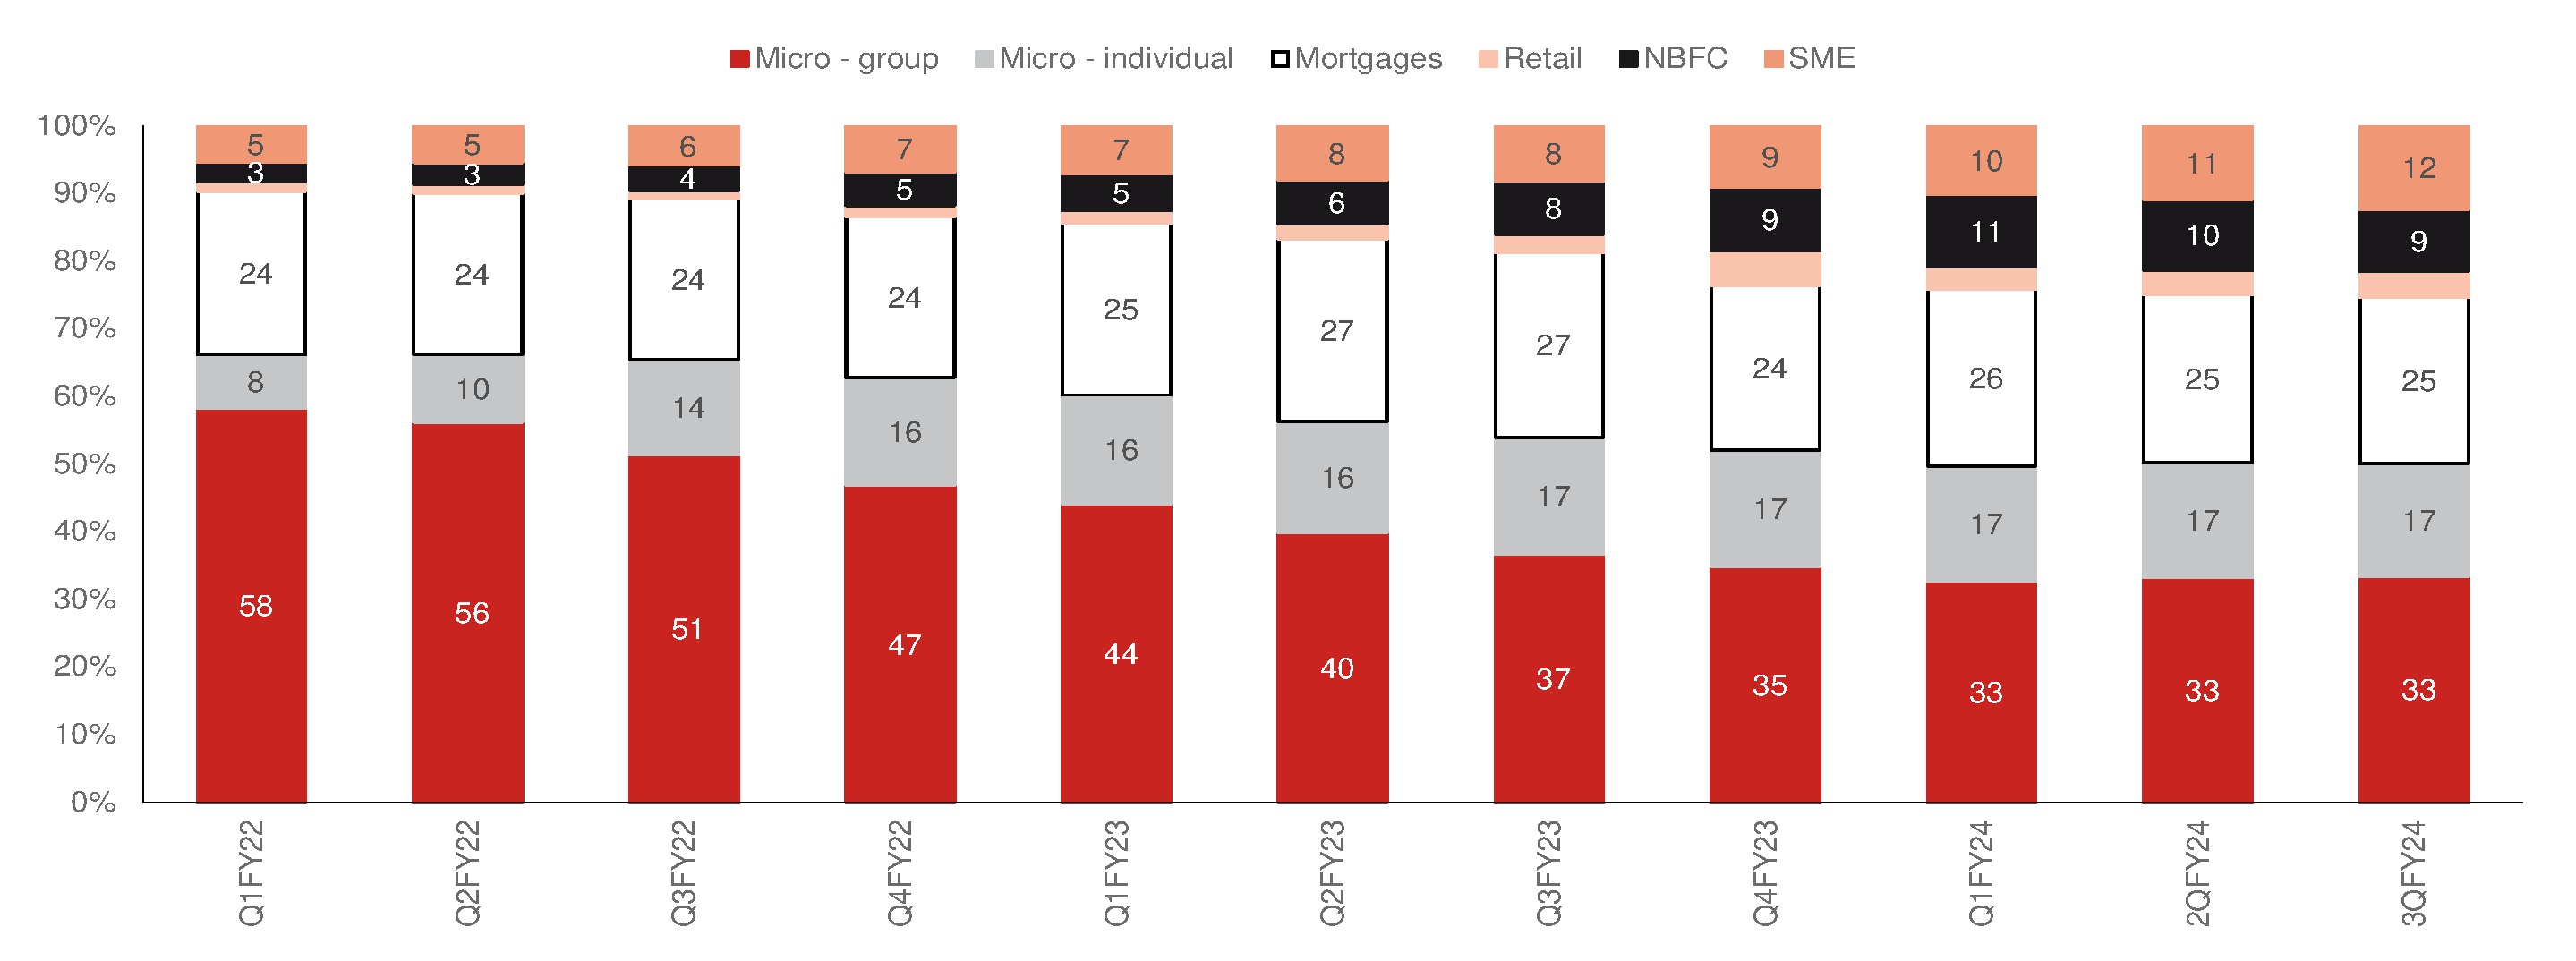 Micro - group Micro - individual Mortgages Retail NBFC SME
100% 5 5 6 7 7 8 8 9 10 11 12
90% 3 3 4 5 5 6 8 9 11 10 9
80% 24 24 24 24 25 27 27 24 26 25 25
70%
60% 8 10 14 16 16 16 17 17 17 17 17
50%
40%
30% 58 56 51 47 44 40 37 35 33 33 33
20%
10%
0%
Q1FY22 Q2FY22 Q3FY22 Q4FY22 Q1FY23 Q2FY23 Q3FY23 Q4FY23 Q1FY24 2QFY24 3QFY24